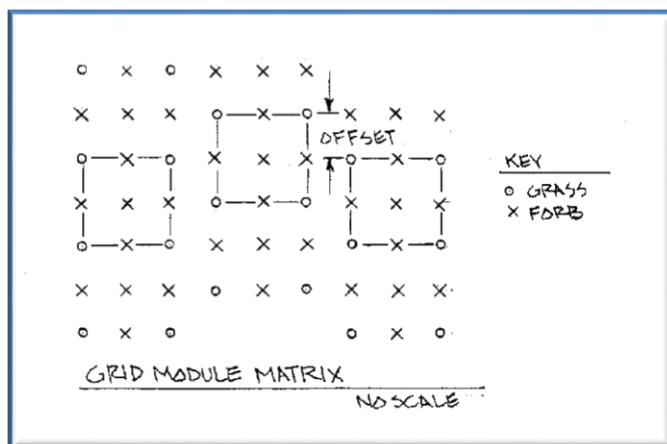 OFFSET
KEY
o GRASS
x FORB
GRID MODULE MATRIX
NO SCALE